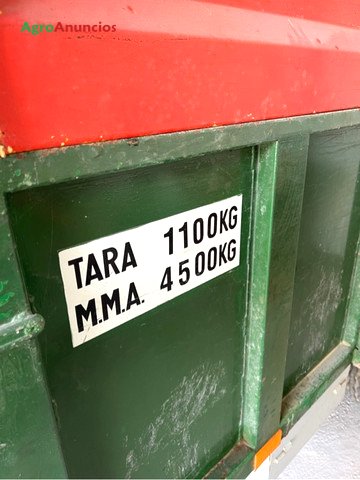 AgroAnuncios
TARA 1100KG
M.M.A. 4500KG